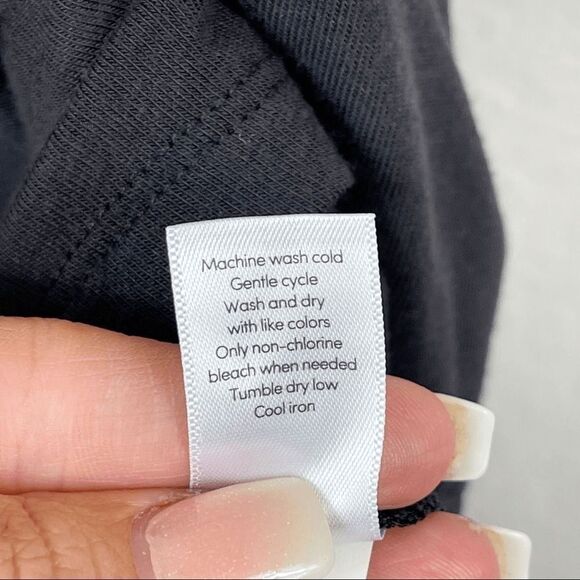 Machine wash cold
Gentle cycle
Wash and dry
with like colors
Only non-chlorine
bleach when needed
Tumble dry low
Cool iron